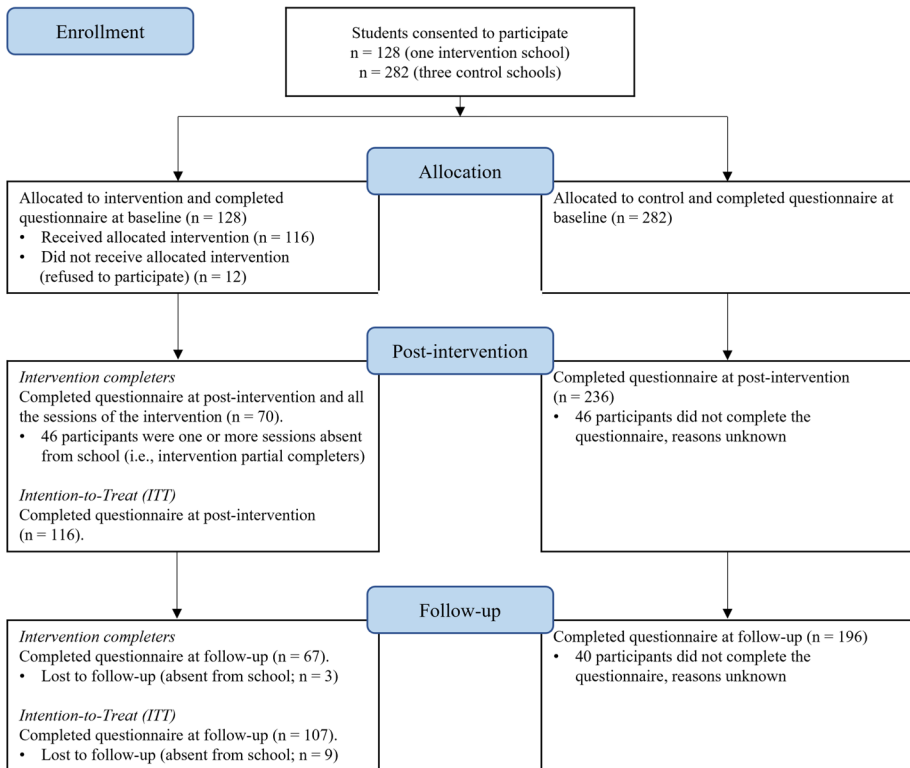 Enrollment
Students consented to participate
n = 128 (one intervention school)
n = 282 (three control schools)
Allocation
Allocated to intervention and completed
questionnaire at baseline (n = 128)
• Received allocated intervention (n = 116)
• Did not receive allocated intervention
(refused to participate) (n = 12)
Allocated to control and completed questionnaire at
baseline (n = 282)
Post-intervention
Intervention completers
Completed questionnaire at post-intervention and all
the sessions of the intervention (n = 70).
• 46 participants were one or more sessions absent
from school (i.e., intervention partial completers)
Intention-to-Treat (ITT)
Completed questionnaire at post-intervention
(n = 116).
Completed questionnaire at post-intervention
(n = 236)
• 46 participants did not complete the
questionnaire, reasons unknown
Follow-up
Intervention completers
Completed questionnaire at follow-up (n = 67).
• Lost to follow-up (absent from school; n = 3)
Intention-to-Treat (ITT)
Completed questionnaire at follow-up (n = 107).
• Lost to follow-up (absent from school; n = 9)
Completed questionnaire at follow-up (n = 196)
• 40 participants did not complete the
questionnaire, reasons unknown